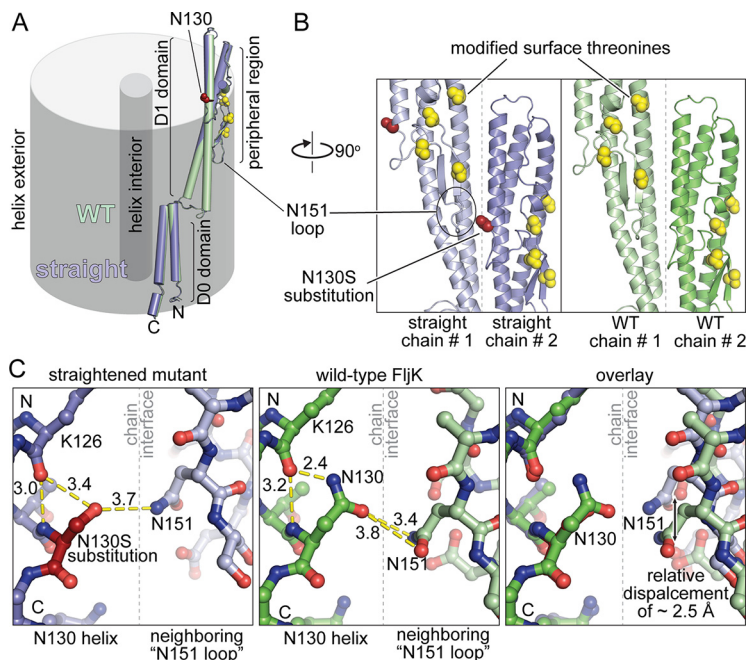 A
N130
helix exterior
helix interior
D1 domain
peripheral region
WT
straight
D0 domain
C
N
B
modified surface threonines
90º
N151
loop
N130S
substitution
straight
chain # 1
straight
chain # 2
WT
chain # 1
WT
chain # 2
C
straightened mutant
wild-type FljK
overlay
N
K126
chain
interface
3.0
3.4
3.7
N151
N130S
substitution
C
N130 helix
neighboring
“N151 loop”
N
K126
chain
interface
2.4
N130
3.2
3.4
3.8
N151
C
N130 helix
neighboring
“N151 loop”
N
chain
interface
N151
N130
relative
dispalcement
of ~ 2.5 Å
C